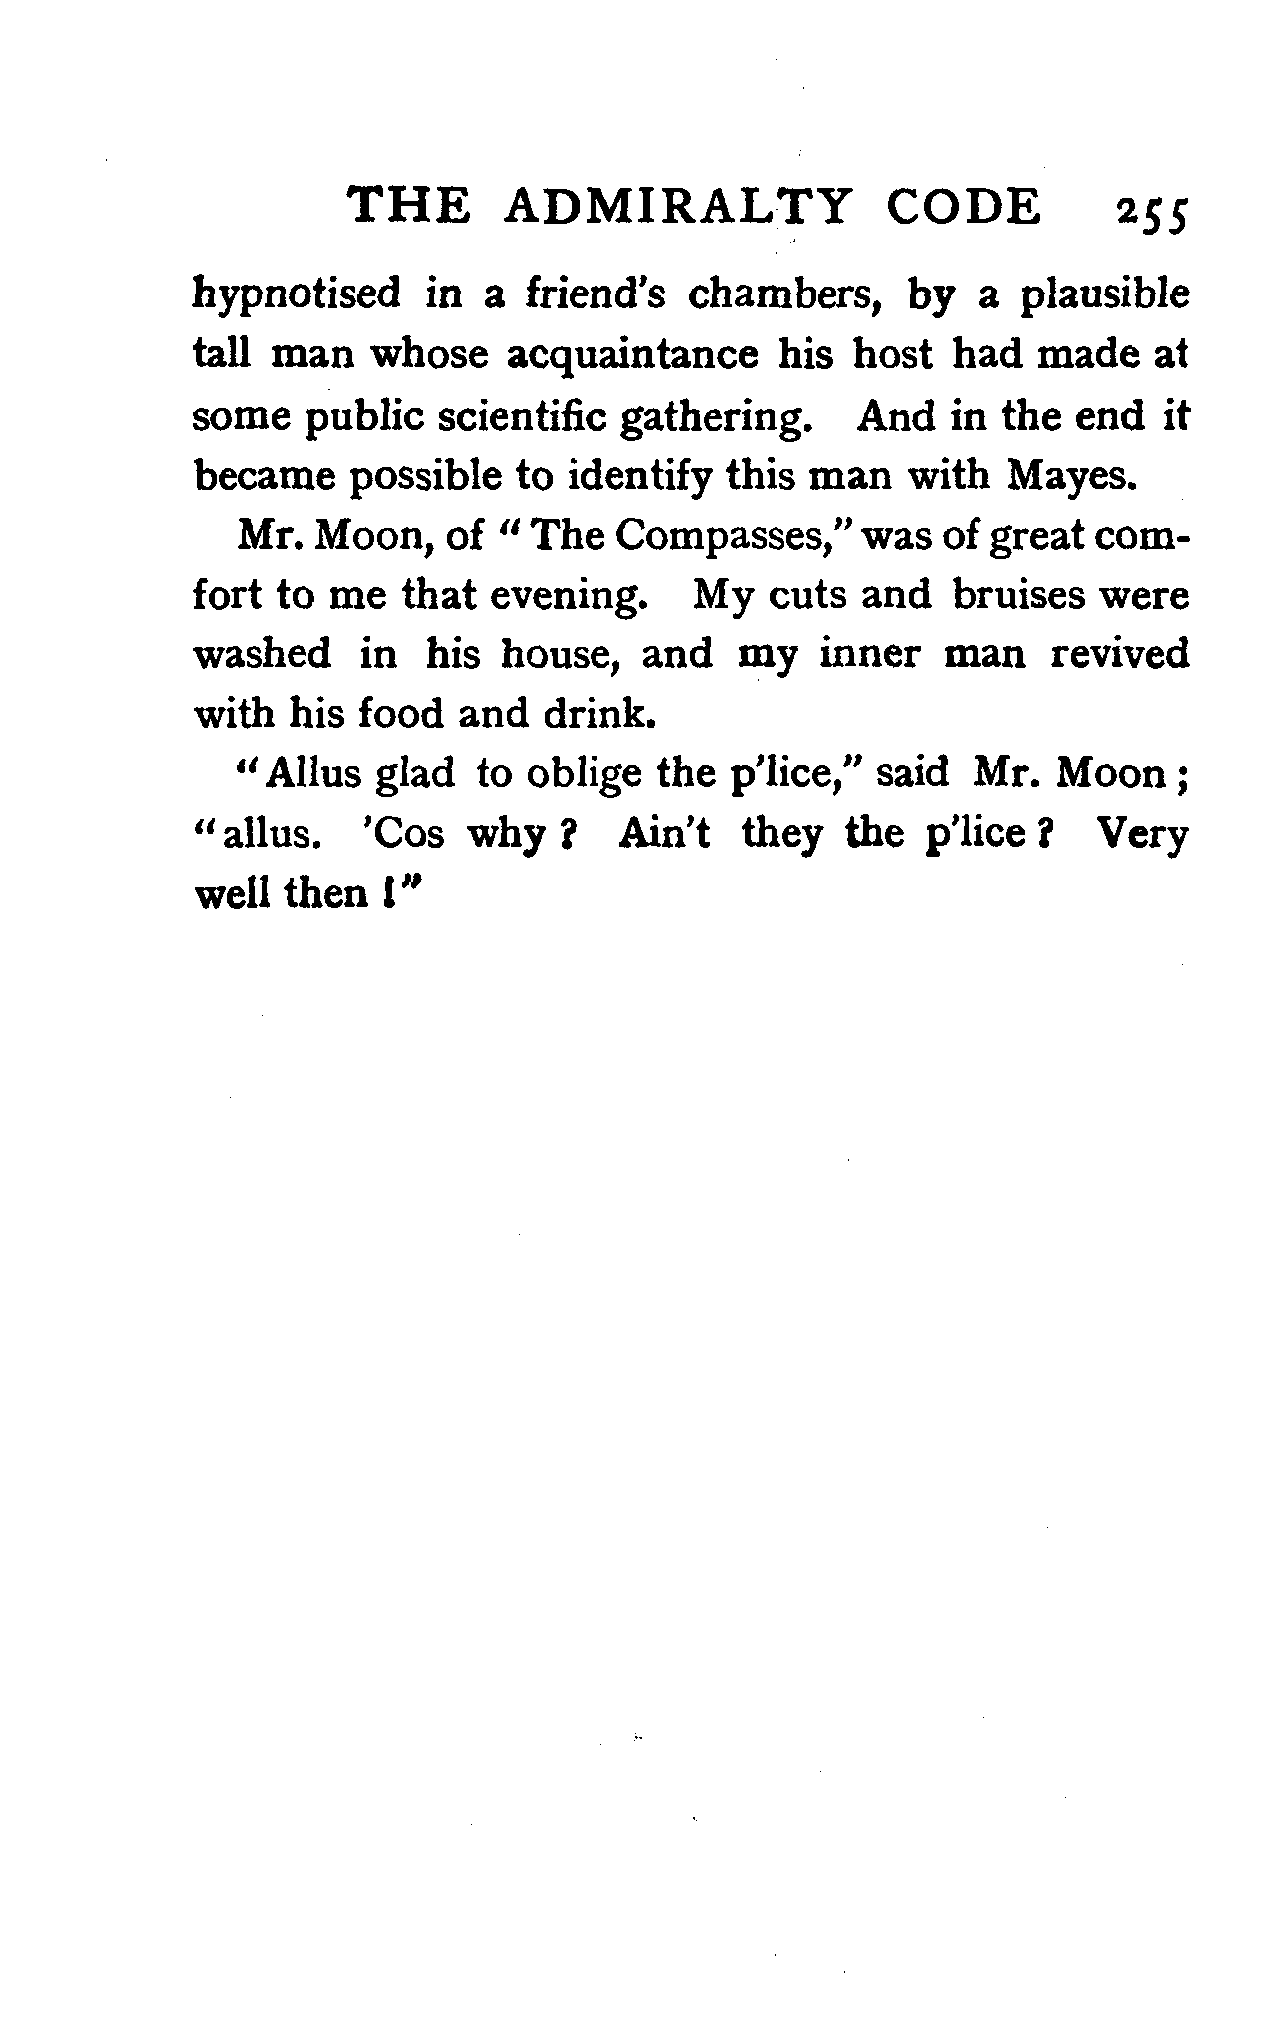 THE ADMIRALTY CODE 255
hypnotised in a friend's chambers, by a plausible
tall man whose acquaintance his host had made at
some public scientific gathering. And in the end it
became possible to identify this man with Mayes.
Mr. Moon, of "The Compasses," was of great com-
fort to me that evening. My cuts and bruises were
washed in his house, and my inner man revived
with his food and drink.
"Allus glad to oblige the p'lice," said Mr. Moon;
"allus. 'Cos why? Ain't they the p'lice? Very
well then!"